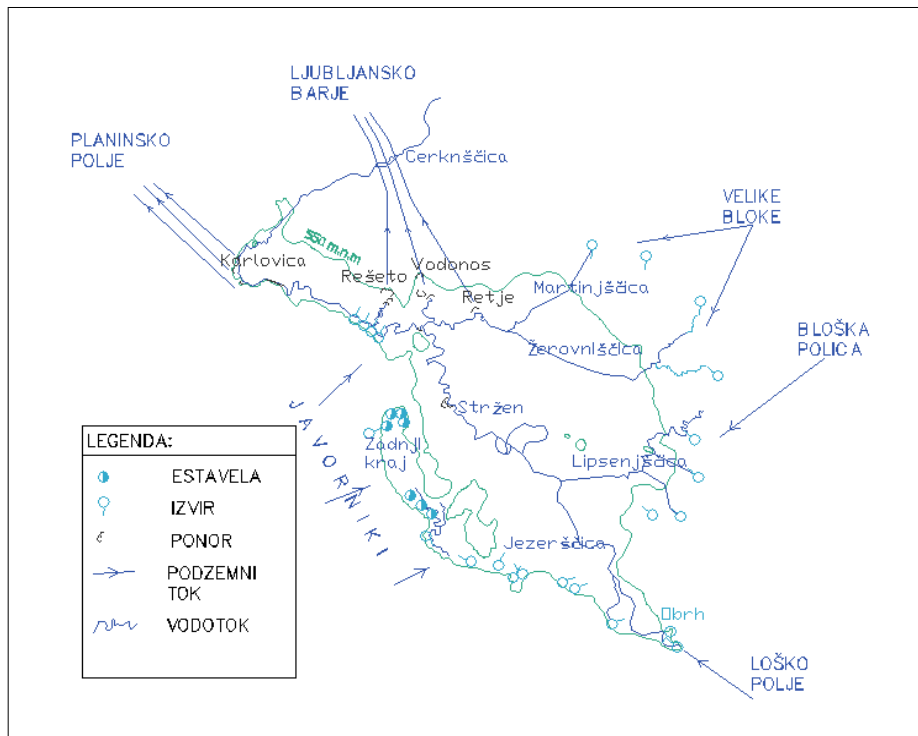 LJUBLJANSKO
BARJE
PLANINSKO
POLJE
Cerknščica
VELIKE
BLOKE
550 m.n.m
Karlovica
Rešeto
Vodonos
Retje
Martinjščica
Žerovniščica
BLOŠKA
POLICA
Stržen
JAVORNIKI
Zadnji
kraj
Lipsenjščica
Jezerščica
Obrh
LOŠKO
POLJE
LEGENDA:
ESTAVELA
IZVIR
PONOR
PODZEMNI
TOK
VODOTOK